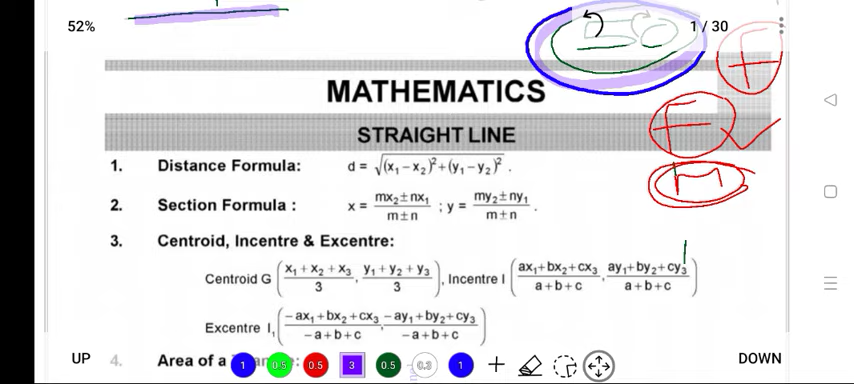 52%
1 / 30
F
F
M
MATHEMATICS
STRAIGHT LINE
1. Distance Formula: d = √(x₁ – x₂)² + (y₁ – y₂)² .
2. Section Formula : x = (mx₂ ± nx₁)/(m ± n) ; y = (my₂ ± ny₁)/(m ± n) .
3. Centroid, Incentre & Excentre:
Centroid G ((x₁ + x₂ + x₃)/3 , (y₁ + y₂ + y₃)/3), Incentre I ((ax₁ + bx₂ + cx₃)/(a + b + c) , (ay₁ + by₂ + cy₃)/(a + b + c))
Excentre I₁ ((–ax₁ + bx₂ + cx₃)/(–a + b + c) , (–ay₁ + by₂ + cy₃)/(–a + b + c))
UP
4. Area of a
1 0.5 0.5 3 0.5 0.3 1
DOWN